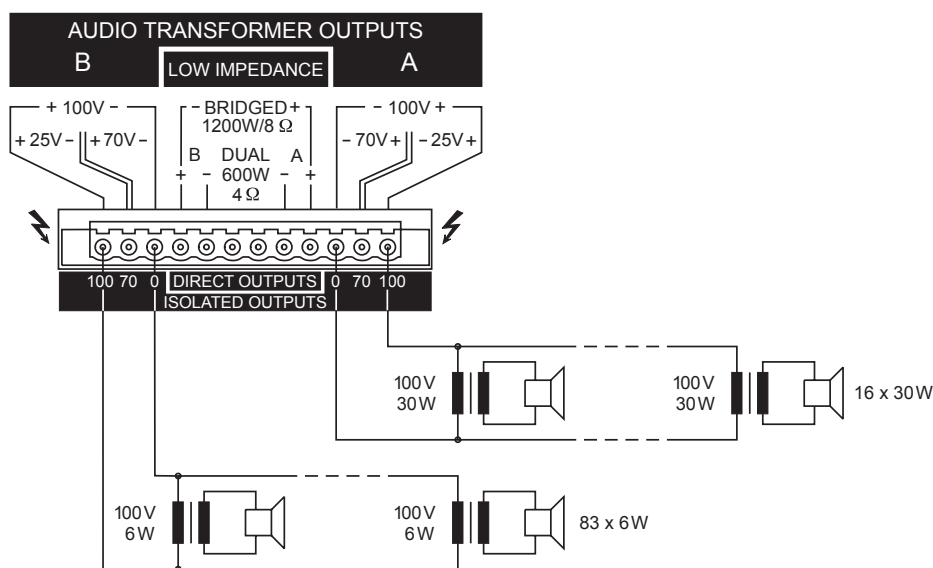 AUDIO TRANSFORMER OUTPUTS
B
LOW IMPEDANCE
A
+ 100V -
- BRIDGED +
1200W/8 Ω
- 100V +
+ 25V -
+ 70V -
- 70V +
- 25V +
B DUAL A
+ - 600W - +
4 Ω
100 70 0 DIRECT OUTPUTS 0 70 100
ISOLATED OUTPUTS
100V
30W
100V
30W
16 x 30W
100V
6W
100V
6W
83 x 6W